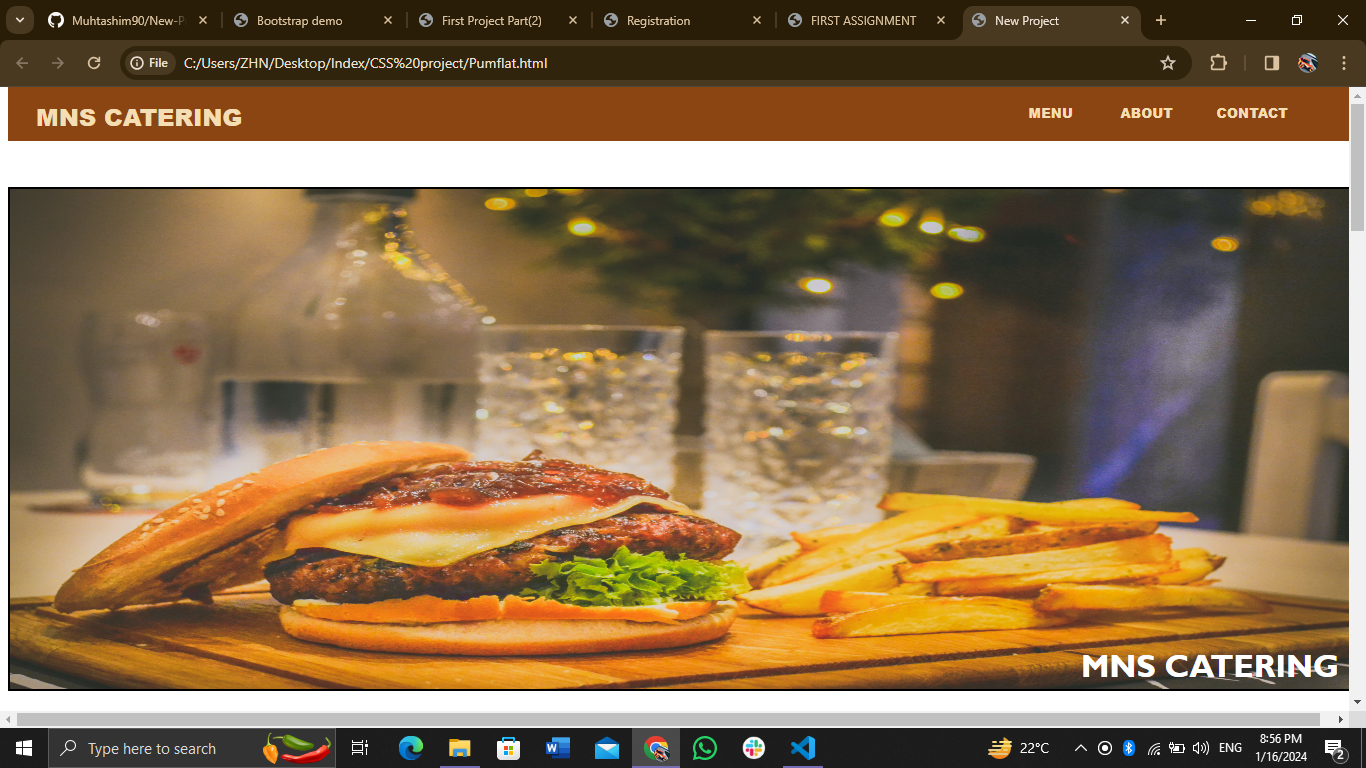 Muhtashim90/New-P
Bootstrap demo
First Project Part(2)
Registration
FIRST ASSIGNMENT
New Project
File
C:/Users/ZHN/Desktop/Index/CSS%20project/Pumflat.html
MNS CATERING
MENU
ABOUT
CONTACT
MNS CATERING
Type here to search
W
22°C
ENG
8:56 PM
1/16/2024
2